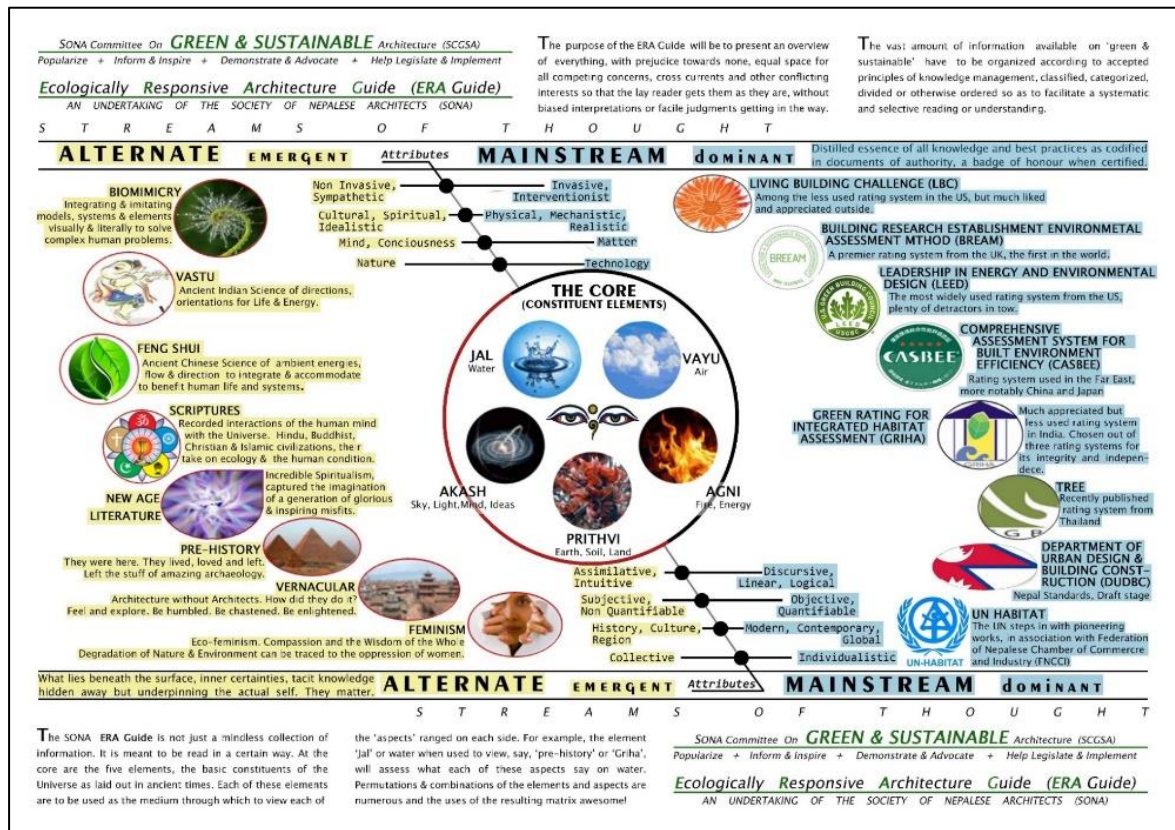 SONA Committee On GREEN & SUSTAINABLE Architecture (SCGSA)
Popularize + Inform & Inspire + Demonstrate & Advocate + Help Legislate & Implement
Ecologically Responsive Architecture Guide (ERA Guide)
AN UNDERTAKING OF THE SOCIETY OF NEPALESE ARCHITECTS (SONA)
The purpose of the ERA Guide will be to present an overview
of everything, with prejudice towards none, equal space for
all competing concerns, cross currents and other conflicting
interests so that the lay reader gets them as they are, without
biased interpretations or facile judgments getting in the way.
The vast amount of information available on 'green &
sustainable' have to be organized according to accepted
principles of knowledge management, classified, categorized,
divided or otherwise ordered so as to facilitate a systematic
and selective reading or understanding.
STREAMS OF THOUGHT
ALTERNATE EMERGENT Attributes MAINSTREAM dOMINANT
Distilled essence of all knowledge and best practices as codified
in documents of authority, a badge of honour when certified.
BIOMIMICRY
Integrating & imitating
models, systems & elements
visually & literally to solve
complex human problems.
VASTU
Ancient Indian Science of directions,
orientations for Life & Energy.
FENG SHUI
Ancient Chinese Science of ambient energies,
flow & direction to integrate & accommodate
to benefit human life and systems.
SCRIPTURES
Recorded interactions of the human mind
with the Universe. Hindu, Buddhist,
Christian & Islamic civilizations, the r
take on ecology & the human condition.
NEW AGE
LITERATURE
Incredible Spiritualism,
captured the imagination
of a generation of glorious
& inspiring misfits.
PRE-HISTORY
They were here. They lived, loved and left.
Left the stuff of amazing archaeology.
VERNACULAR
Architecture without Architects. How did they do it?
Feel and explore. Be humbled. Be chastened. Be enlightened.
FEMINISM
Eco-feminism. Compassion and the Wisdom of the Whole
Degradation of Nature & Environment can be traced to the oppression of women.
Non Invasive,
Sympathetic
Invasive,
Interventionist
Cultural, Spiritual,
Idealistic
Physical, Mechanistic,
Realistic
Mind, Conciousness
Matter
Nature
Technology
THE CORE
(CONSTITUENT ELEMENTS)
JAL
Water
VAYU
Air
AKASH
Sky, Light,Mind, Ideas
AGNI
Fire, Energy
PRITHVI
Earth, Soil, Land
Assimilative,
Intuitive
Discursive,
Linear, Logical
Subjective,
Non Quantifiable
Objective,
Quantifiable
History, Culture,
Region
Modern, Contemporary,
Global
Collective
Individualistic
LIVING BUILDING CHALLENGE (LBC)
Among the less used rating system in the US, but much liked
and appreciated outside.
BUILDING RESEARCH ESTABLISHMENT ENVIRONMETAL
ASSESSMENT MTHOD (BREAM)
A premier rating system from the UK, the first in the world.
BREEAM
LEADERSHIP IN ENERGY AND ENVIRONMENTAL
DESIGN (LEED)
The most widely used rating system from the US,
plenty of detractors in tow.
U.S. GREEN BUILDING COUNCIL
LEED
USGBC
COMPREHENSIVE
ASSESSMENT SYSTEM FOR
BUILT ENVIRONMENT
EFFICIENCY (CASBEE)
Rating system used in the Far East,
more notably China and Japan
CASBEE
GREEN RATING FOR
INTEGRATED HABITAT
ASSESSMENT (GRIHA)
GRIHA
Much appreciated but
less used rating system
in India. Chosen out of
three rating systems for
its integrity and indepen-
dece.
TREE
Recently published
rating system from
Thailand
G B
DEPARTMENT OF
URBAN DESIGN &
BUILDING CONST-
RUCTION (DUDBC)
Nepal Standards, Draft stage
UN HABITAT
The UN steps in with pioneering
works, in association with Federation
of Nepalese Chamber of Commercre
and Industry (FNCCI)
UN-HABITAT
What lies beneath the surface, inner certainties, tacit knowledge
hidden away but underpinning the actual self. They matter.
ALTERNATE EMERGENT Attributes MAINSTREAM dOMINANT
STREAMS OF THOUGHT
The SONA ERA Guide is not just a mindless collection of
information. It is meant to be read in a certain way. At the
core are the five elements, the basic constituents of the
Universe as laid out in ancient times. Each of these elements
are to be used as the medium through which to view each of
the 'aspects' ranged on each side. For example, the element
'Jal' or water when used to view, say, 'pre-history' or 'Griha',
will assess what each of these aspects say on water.
Permutations & combinations of the elements and aspects are
numerous and the uses of the resulting matrix awesome!
SONA Committee On GREEN & SUSTAINABLE Architecture (SCGSA)
Popularize + Inform & Inspire + Demonstrate & Advocate + Help Legislate & Implement
Ecologically Responsive Architecture Guide (ERA Guide)
AN UNDERTAKING OF THE SOCIETY OF NEPALESE ARCHITECTS (SONA)